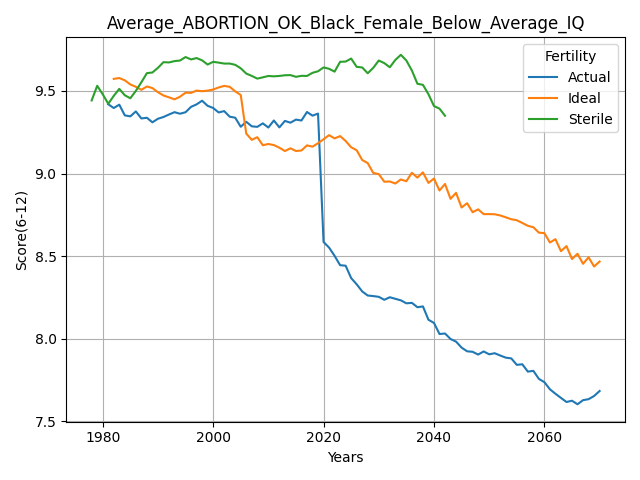 Average_ABORTION_OK_Black_Female_Below_Average_IQ
Fertility
Actual
Ideal
Sterile
Score(6-12)
9.5
9.0
8.5
8.0
7.5
1980 2000 2020 2040 2060
Years